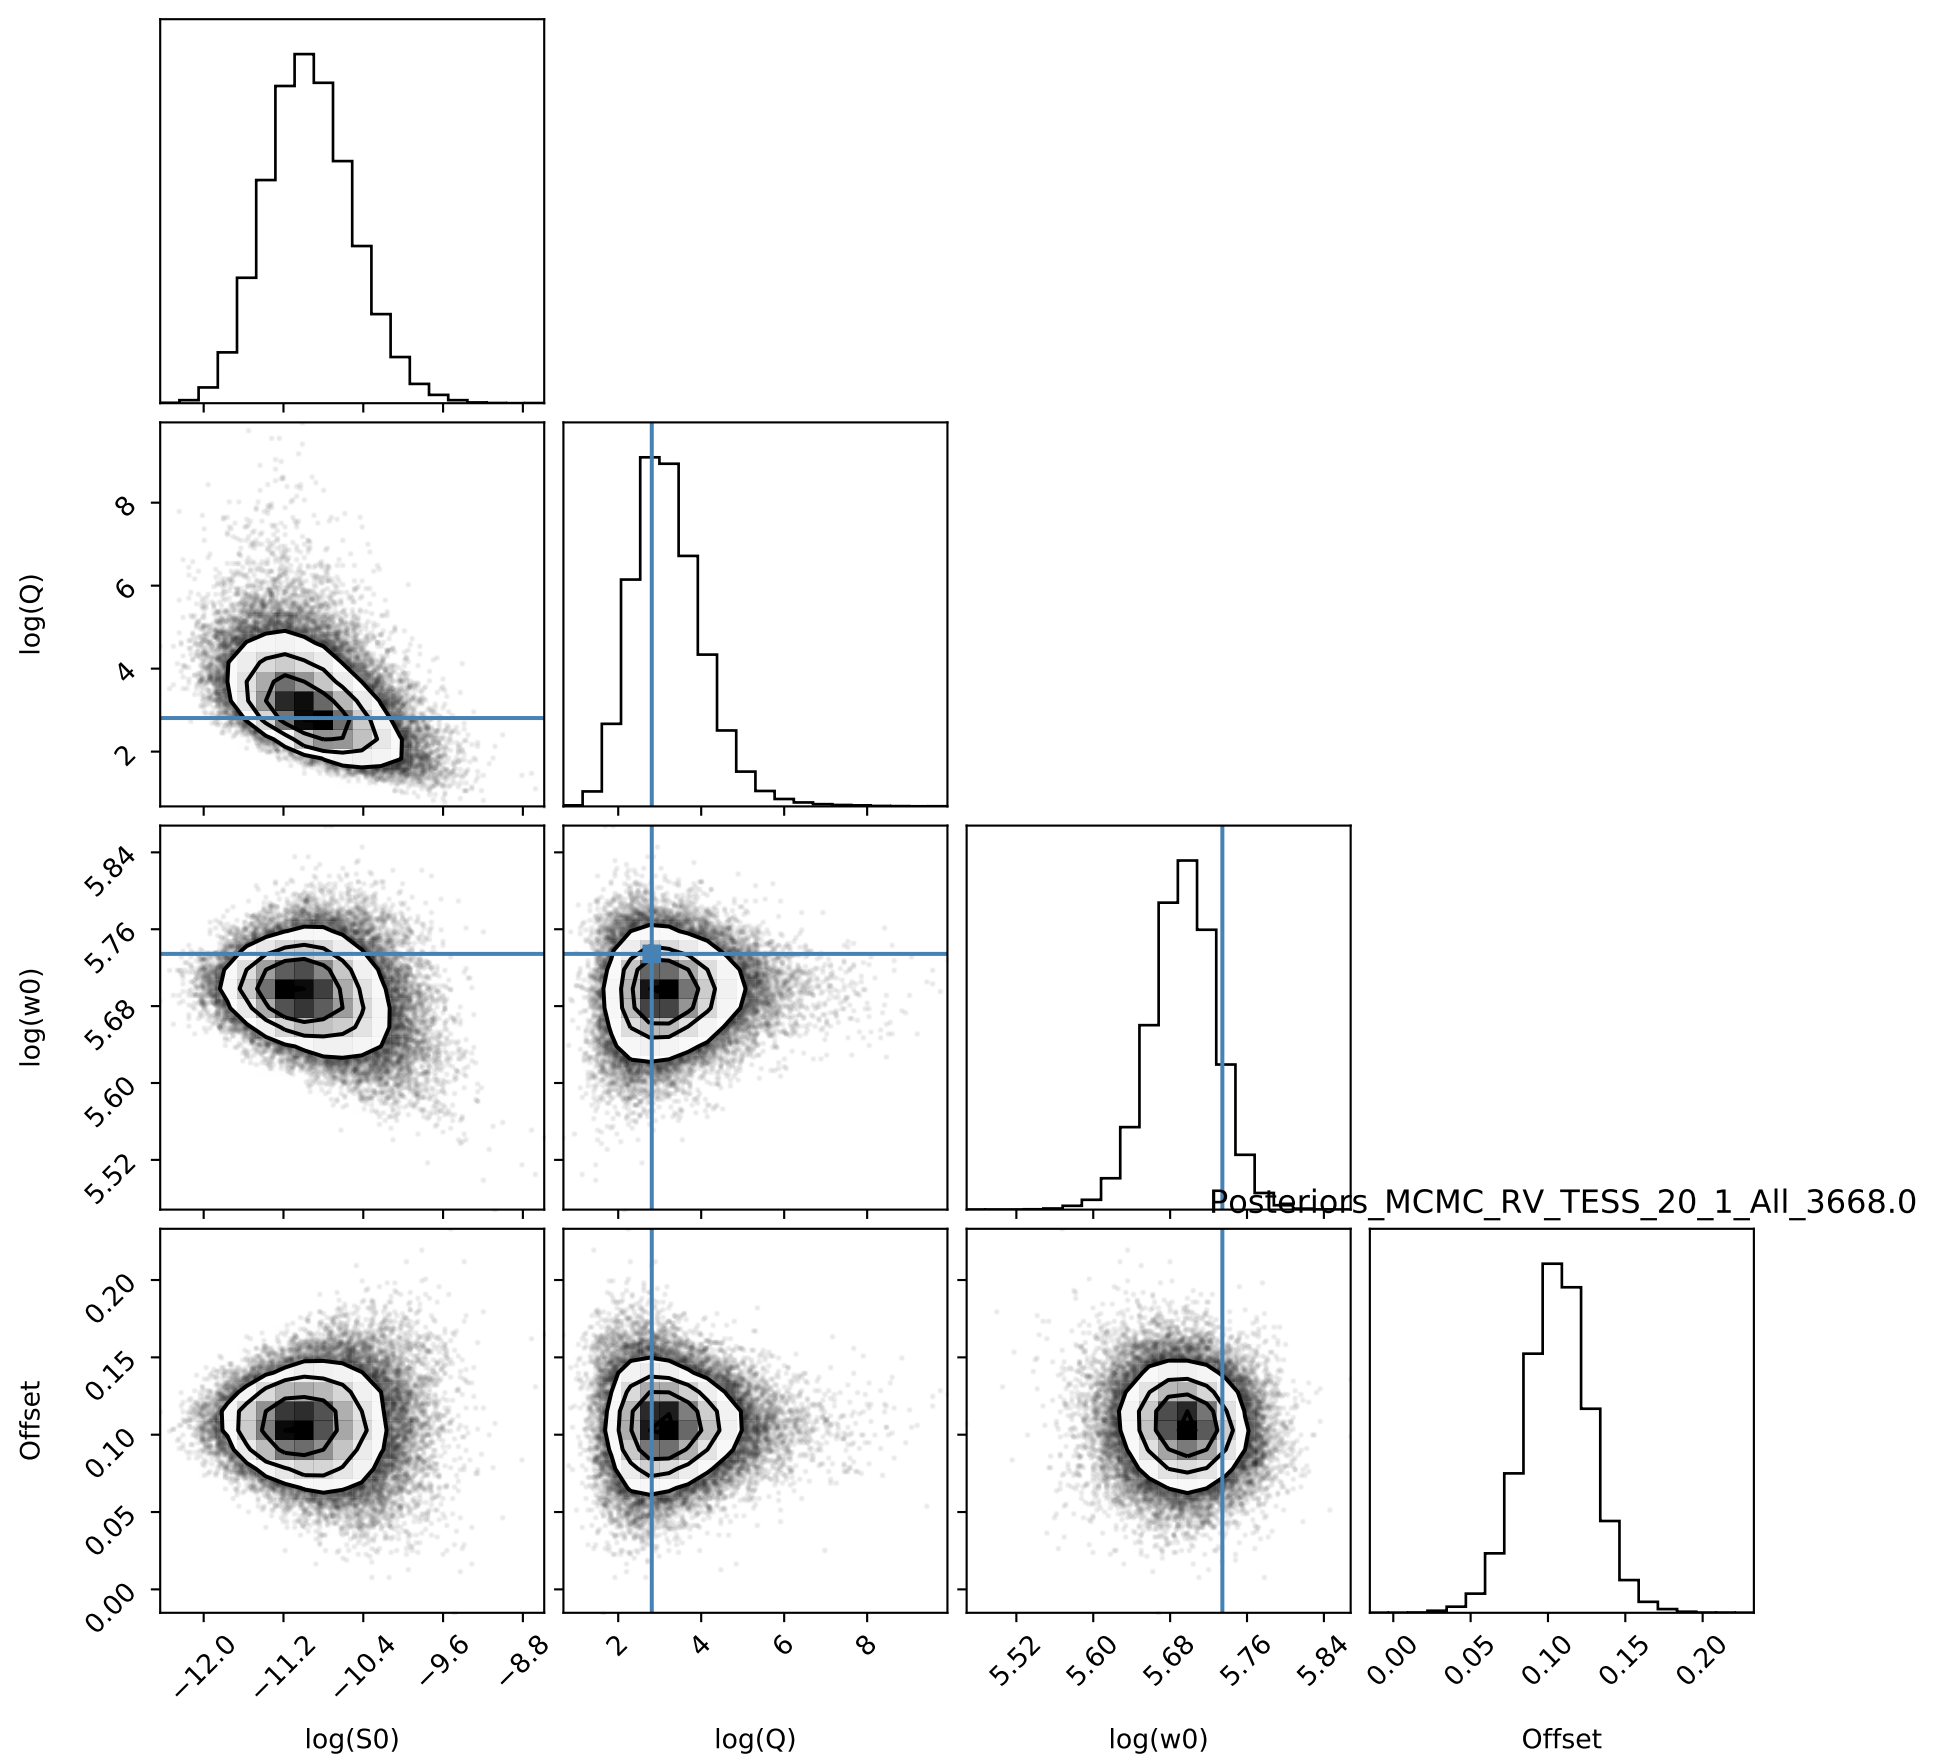 8
6
4
2
log(Q)
5.84
5.76
5.68
5.60
5.52
log(w0)
Posteriors_MCMC_RV_TESS_20_1_All_3668.0
0.20
0.15
0.10
0.05
0.00
Offset
−12.0 −11.2 −10.4 −9.6 −8.8 2 4 6 8 5.52 5.60 5.68 5.76 5.84 0.00 0.05 0.10 0.15 0.20
log(S0) log(Q) log(w0) Offset